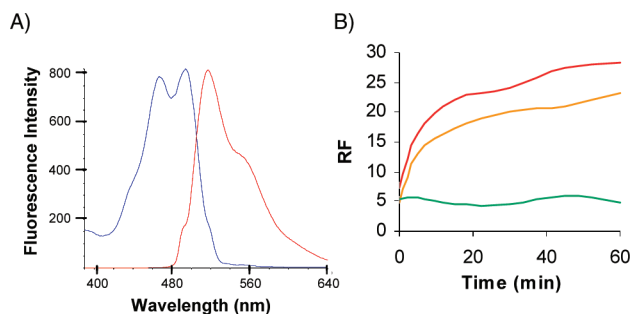 A)
Fluorescence Intensity
800
600
400
200
400 480 560 640
Wavelength (nm)
B)
RF
30
25
20
15
10
5
0
0 20 40 60
Time (min)